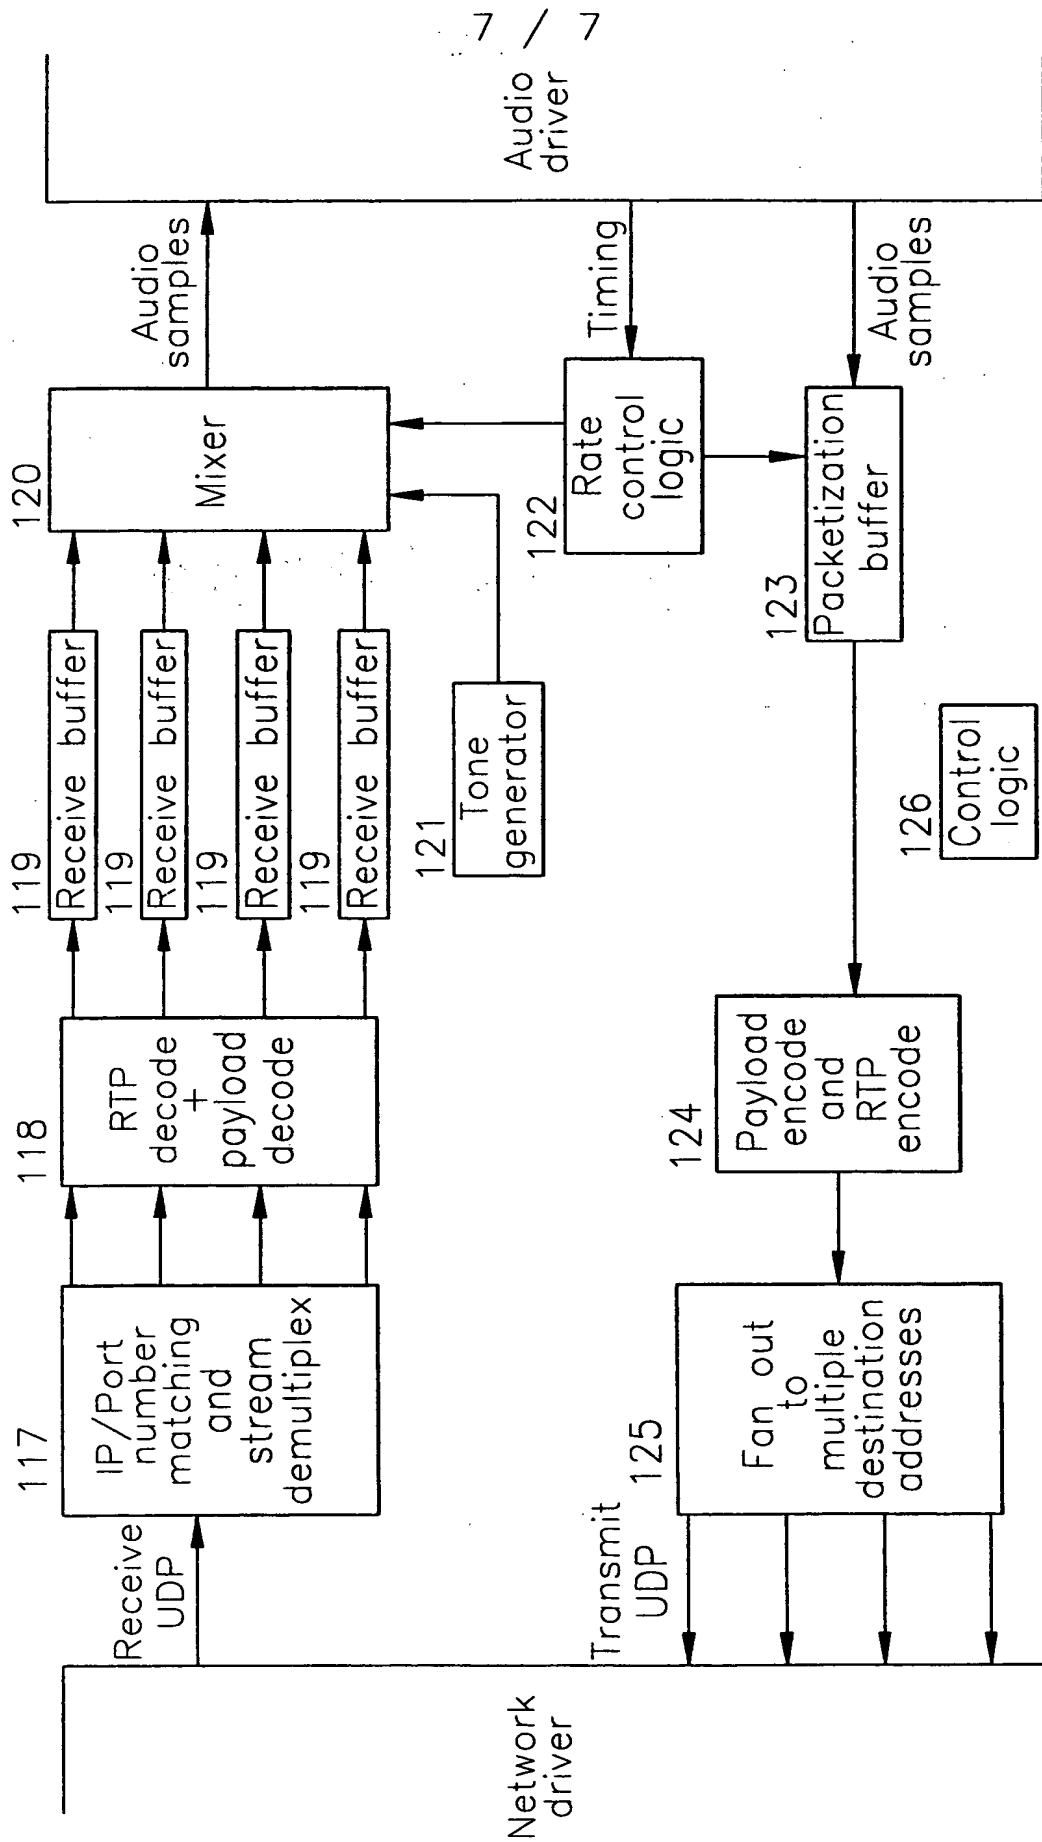 7 / 7
Network
driver
Receive
UDP
117
IP/Port
number
matching
and
stream
demultiplex
118
RTP
decode
+
payload
decode
119
Receive buffer
119
Receive buffer
119
Receive buffer
119
Receive buffer
120
Mixer
Audio
samples
Audio
driver
121
Tone
generator
122
Rate
control
logic
Timing
123
Packetization
buffer
Audio
samples
124
Payload
encode
and
RTP
encode
125
Fan out
to
multiple
destination
addresses
Transmit
UDP
126
Control
logic